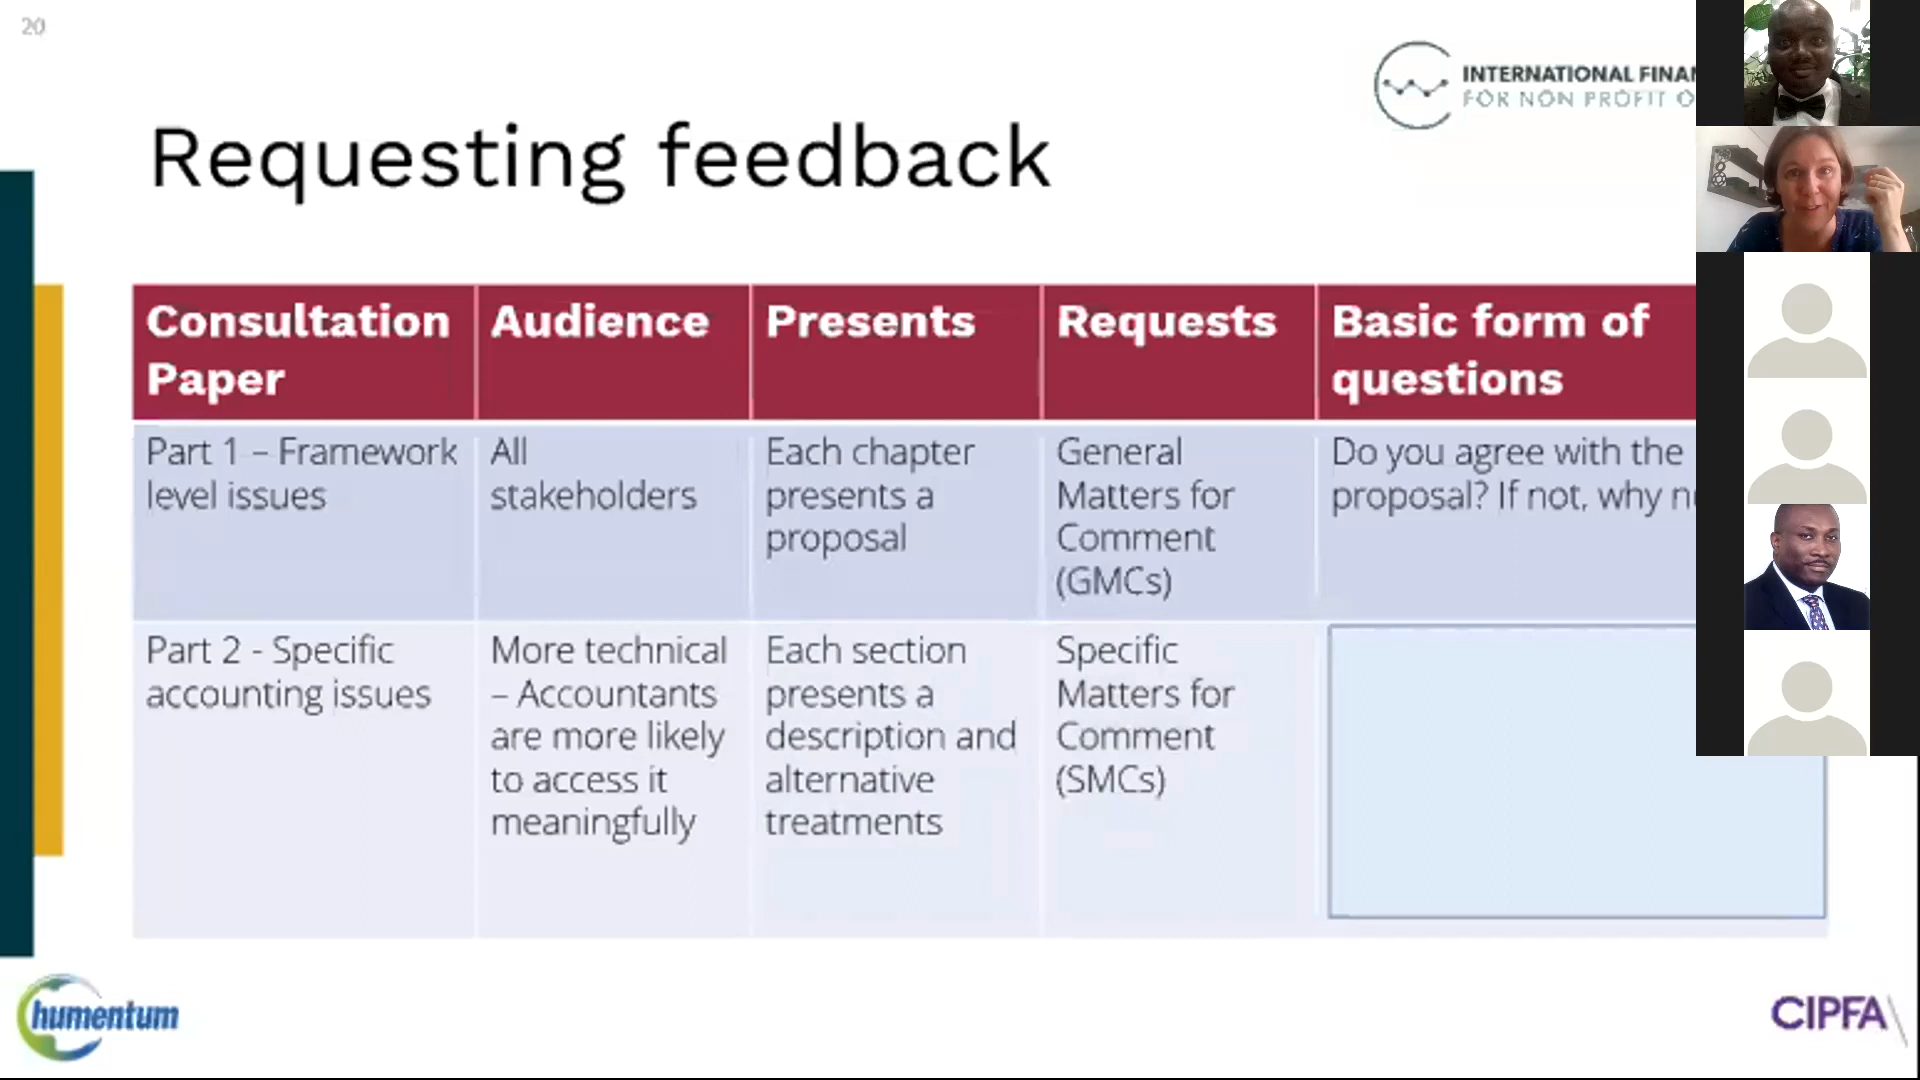 20
INTERNATIONAL FINAN
FOR NON PROFIT O
Requesting feedback
Consultation Paper
Audience
Presents
Requests
Basic form of questions
Part 1 – Framework
level issues
All
stakeholders
Each chapter
presents a
proposal
General
Matters for
Comment
(GMCs)
Do you agree with the
proposal? If not, why
Part 2 - Specific
accounting issues
More technical
– Accountants
are more likely
to access it
meaningfully
Each section
presents a
description and
alternative
treatments
Specific
Matters for
Comment
(SMCs)
humentum
CIPFA